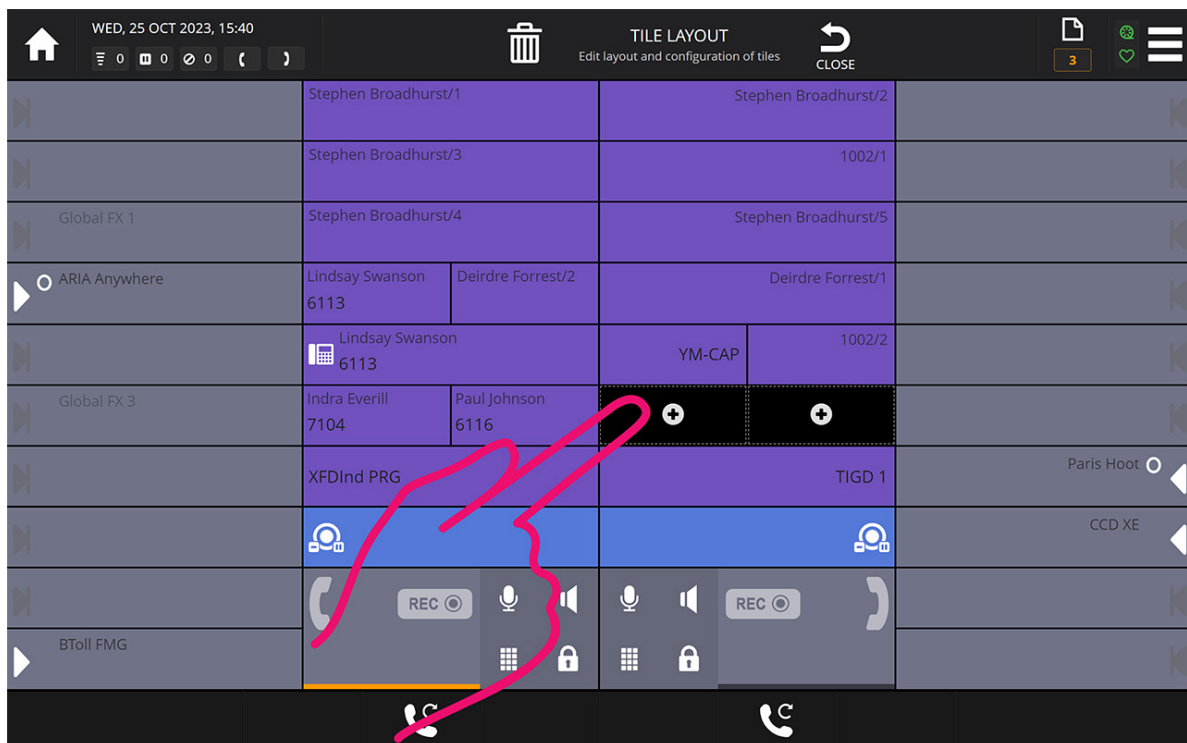 WED, 25 OCT 2023, 15:40
0 0 0
TILE LAYOUT
Edit layout and configuration of tiles
CLOSE
3
Stephen Broadhurst/1
Stephen Broadhurst/2
Stephen Broadhurst/3
1002/1
Global FX 1
Stephen Broadhurst/4
Stephen Broadhurst/5
ARIA Anywhere
Lindsay Swanson
6113
Deirdre Forrest/2
Deirdre Forrest/1
Lindsay Swanson
6113
YM-CAP
1002/2
Global FX 3
Indra Everill
7104
Paul Johnson
6116
XFDInd PRG
TIGD 1
Paris Hoot
CCD XE
REC
REC
BToll FMG